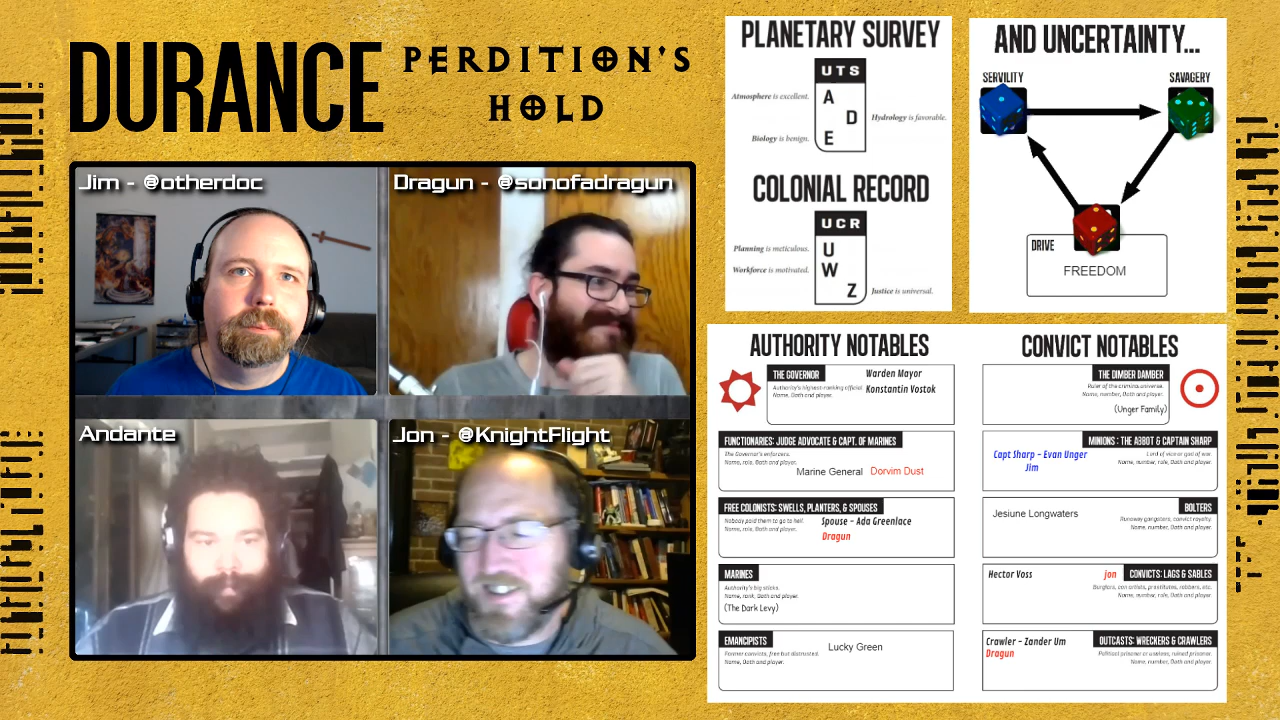 DURANCE
PERDITION'S
HOLD
Jim - @otherdoc
Dragun - @sonofadragun
Andante
Jon - @KnightFlight
PLANETARY SURVEY
UTS
Atmosphere is excellent.
A
D
Hydrology is favorable.
Biology is benign.
E
COLONIAL RECORD
UCR
Planning is meticulous.
U
Workforce is motivated.
W
Z
Justice is universal.
AND UNCERTAINTY...
SERVILITY
SAVAGERY
DRIVE
FREEDOM
AUTHORITY NOTABLES
THE GOVERNOR
Warden Mayor
Authority's highest-ranking official
Konstantin Vostok
Name, Oath and player.
FUNCTIONARIES: JUDGE ADVOCATE & CAPT. OF MARINES
The Governor's enforcers.
Name, role, Oath and player.
Marine General
Dorvim Dust
FREE COLONISTS: SWELLS, PLANTERS, & SPOUSES
Nobody paid them to go to hell.
Name, role, Oath and player.
Spouse - Ada Greenlace
Dragun
MARINES
Authority's big sticks.
Name, rank, Oath and player.
(The Dark Levy)
EMANCIPISTS
Former convicts, free but distrusted.
Name, Oath and player.
Lucky Green
CONVICT NOTABLES
THE DIMBER DAMBER
Ruler of the criminal universe.
Name, number, Oath and player.
(Unger Family)
MINIONS : THE ABBOT & CAPTAIN SHARP
Capt Sharp - Evan Unger
Jim
Lord of vice or god of war.
Name, number, role, Oath and player.
BOLTERS
Jesiune Longwaters
Runaway gangsters, convict royalty.
Name, number, Oath and player.
Hector Voss
jon
CONVICTS: LAGS & SABLES
Burglars, con artists, prostitutes, robbers, etc.
Name, number, role, Oath and player.
Crawler - Zander Um
Dragun
OUTCASTS: WRECKERS & CRAWLERS
Political prisoner or useless, ruined prisoner.
Name, number, Oath and player.